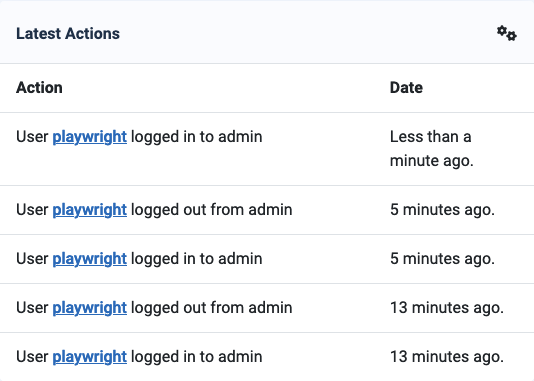 Latest Actions
Action Date
User playwright logged in to admin Less than a
minute ago.
User playwright logged out from admin 5 minutes ago.
User playwright logged in to admin 5 minutes ago.
User playwright logged out from admin 13 minutes ago.
User playwright logged in to admin 13 minutes ago.